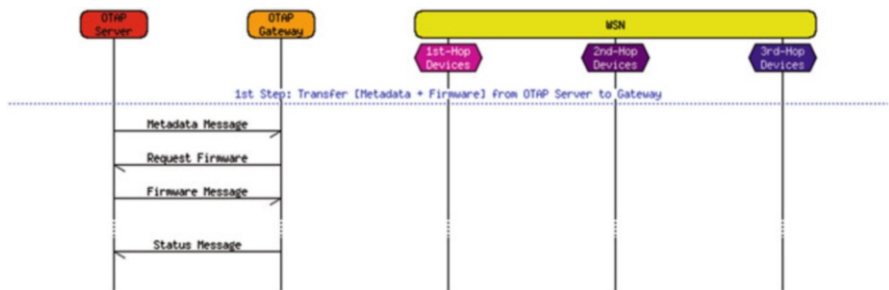 OTAP
Server
OTAP
Gateway
WSN
1st-Hop
Devices
2nd-Hop
Devices
3rd-Hop
Devices
1st Step: Transfer [Metadata + Firmware] from OTAP Server to Gateway
Metadata Message
Request Firmware
Firmware Message
Status Message